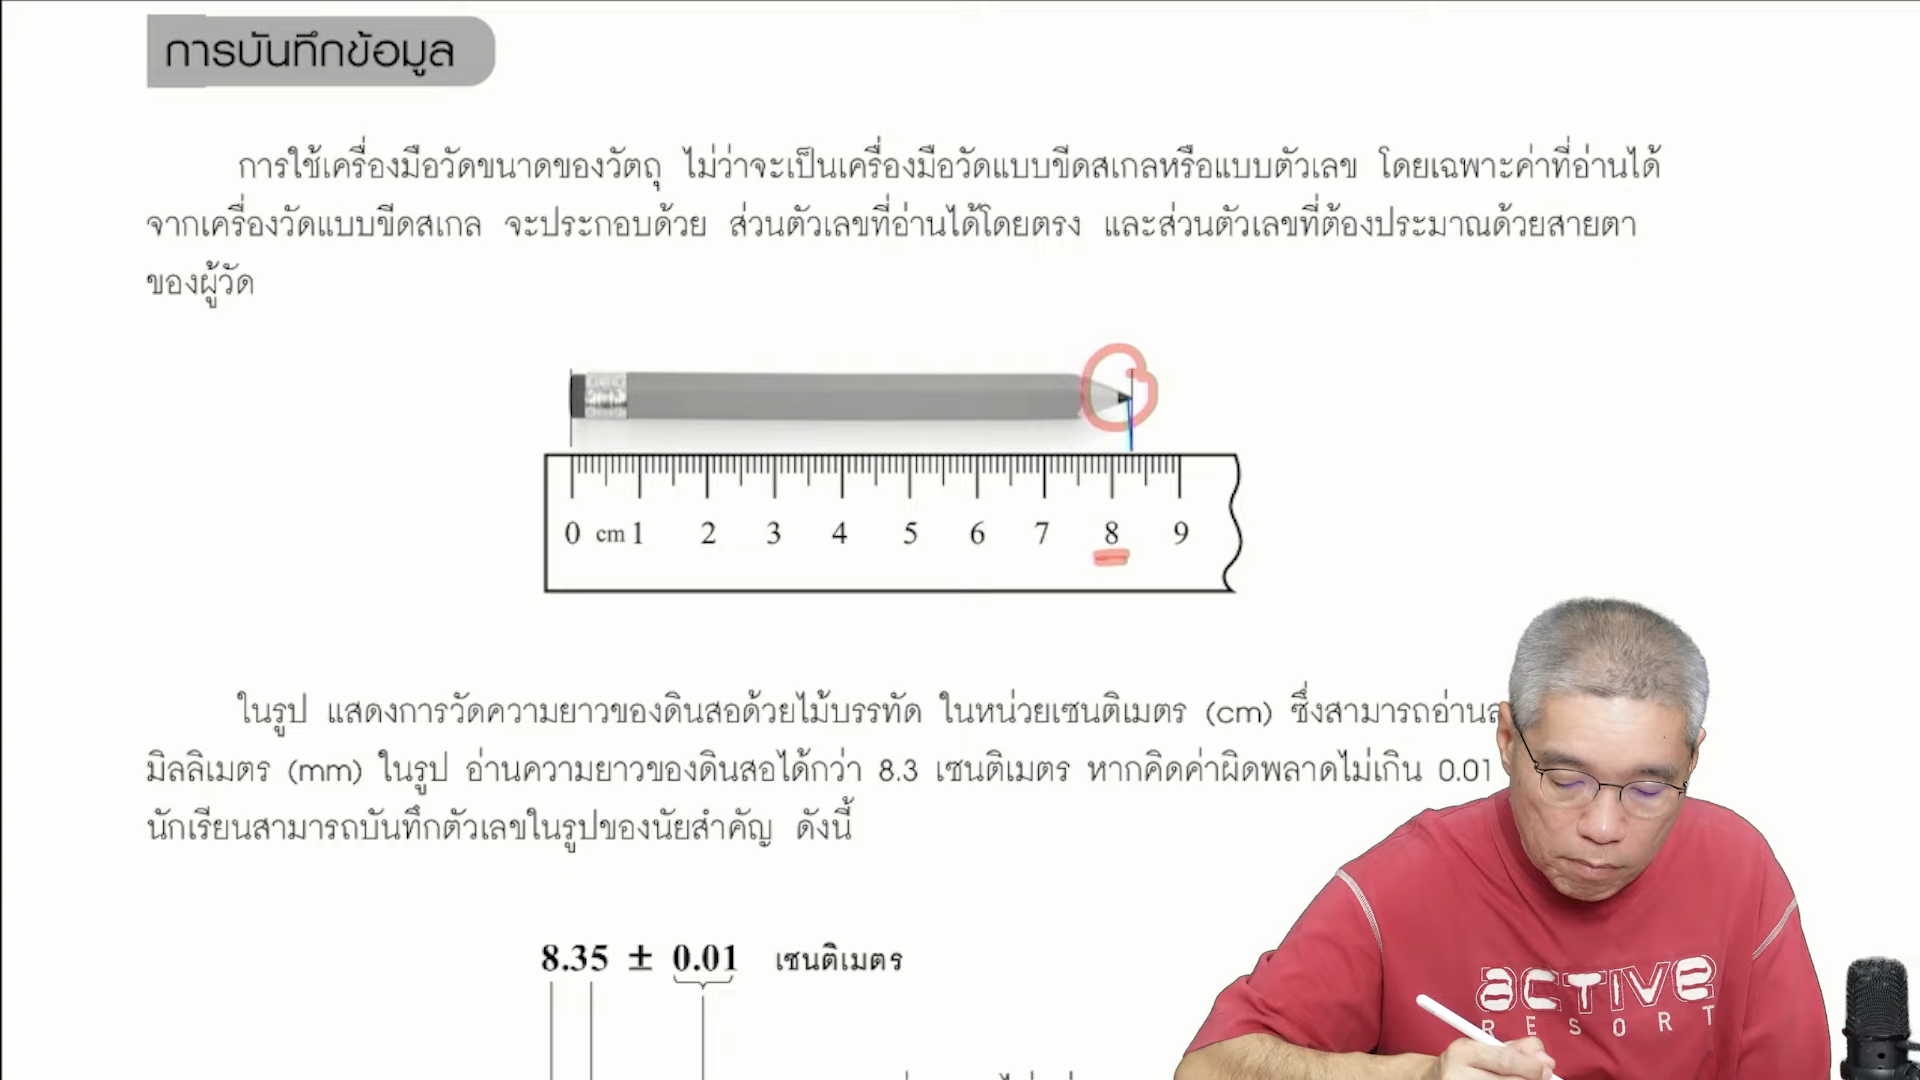 การบันทึกข้อมูล
การใช้เครื่องมือวัดขนาดของวัตถุ ไม่ว่าจะเป็นเครื่องมือวัดแบบขีดสเกลหรือแบบตัวเลข โดยเฉพาะค่าที่อ่านได้
จากเครื่องวัดแบบขีดสเกล จะประกอบด้วย ส่วนตัวเลขที่อ่านได้โดยตรง และส่วนตัวเลขที่ต้องประมาณด้วยสายตา
ของผู้วัด
0 cm 1 2 3 4 5 6 7 8 9
ในรูป แสดงการวัดความยาวของดินสอด้วยไม้บรรทัด ในหน่วยเซนติเมตร (cm) ซึ่งสามารถอ่าน
มิลลิเมตร (mm) ในรูป อ่านความยาวของดินสอได้กว่า 8.3 เซนติเมตร หากคิดค่าผิดพลาดไม่เกิน 0.01
นักเรียนสามารถบันทึกตัวเลขในรูปของนัยสำคัญ ดังนี้
8.35 ± 0.01 เซนติเมตร
ACTIVE
RESORT